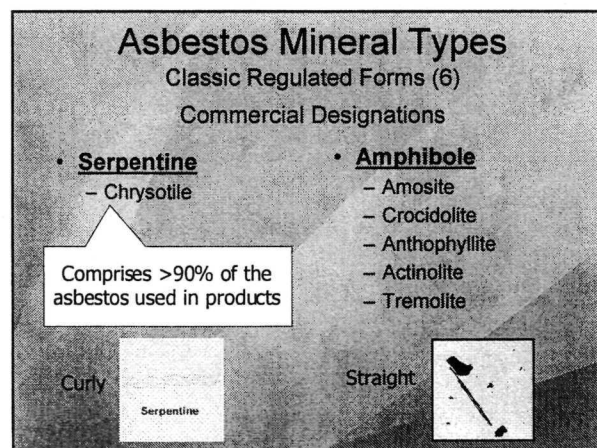 Asbestos Mineral Types
Classic Regulated Forms (6)
Commercial Designations
• Serpentine
– Chrysotile
Comprises >90% of the
asbestos used in products
Curly
Serpentine
• Amphibole
– Amosite
– Crocidolite
– Anthophyllite
– Actinolite
– Tremolite
Straight